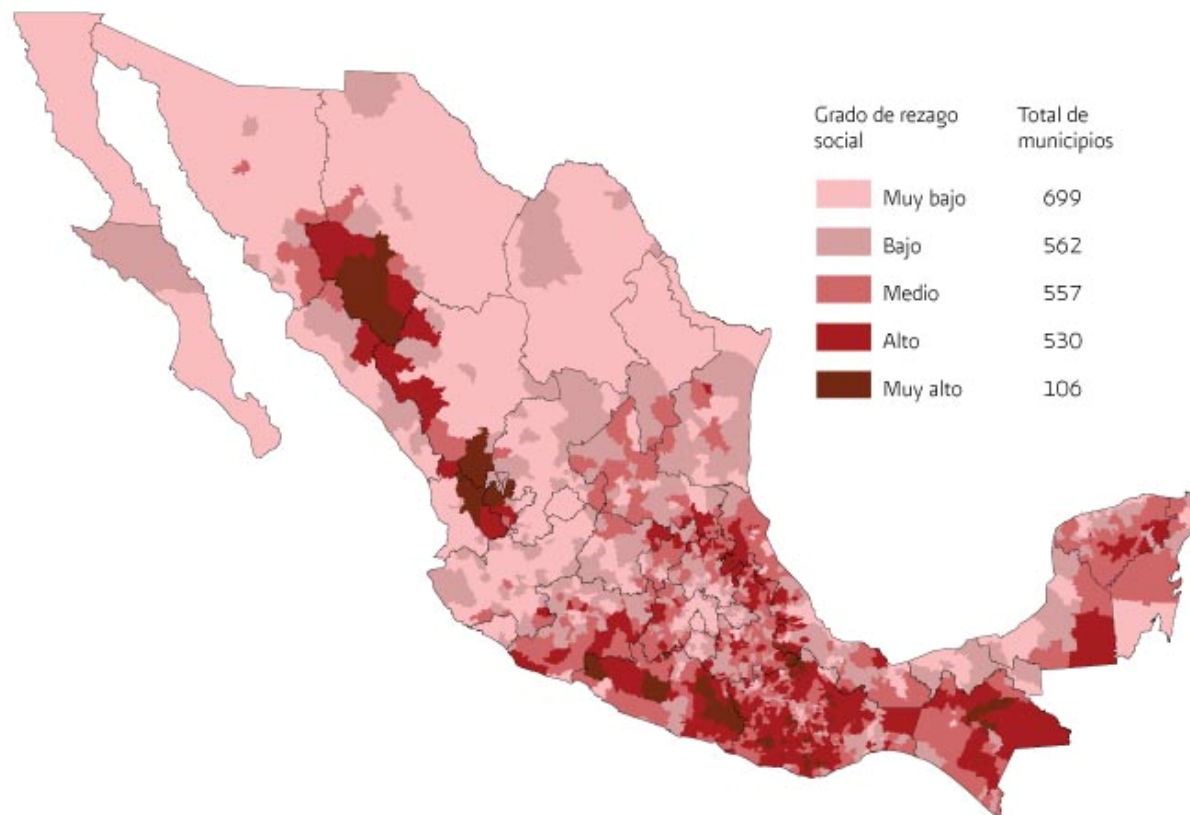 Grado de rezago Total de
social municipios
Muy bajo 699
Bajo 562
Medio 557
Alto 530
Muy alto 106